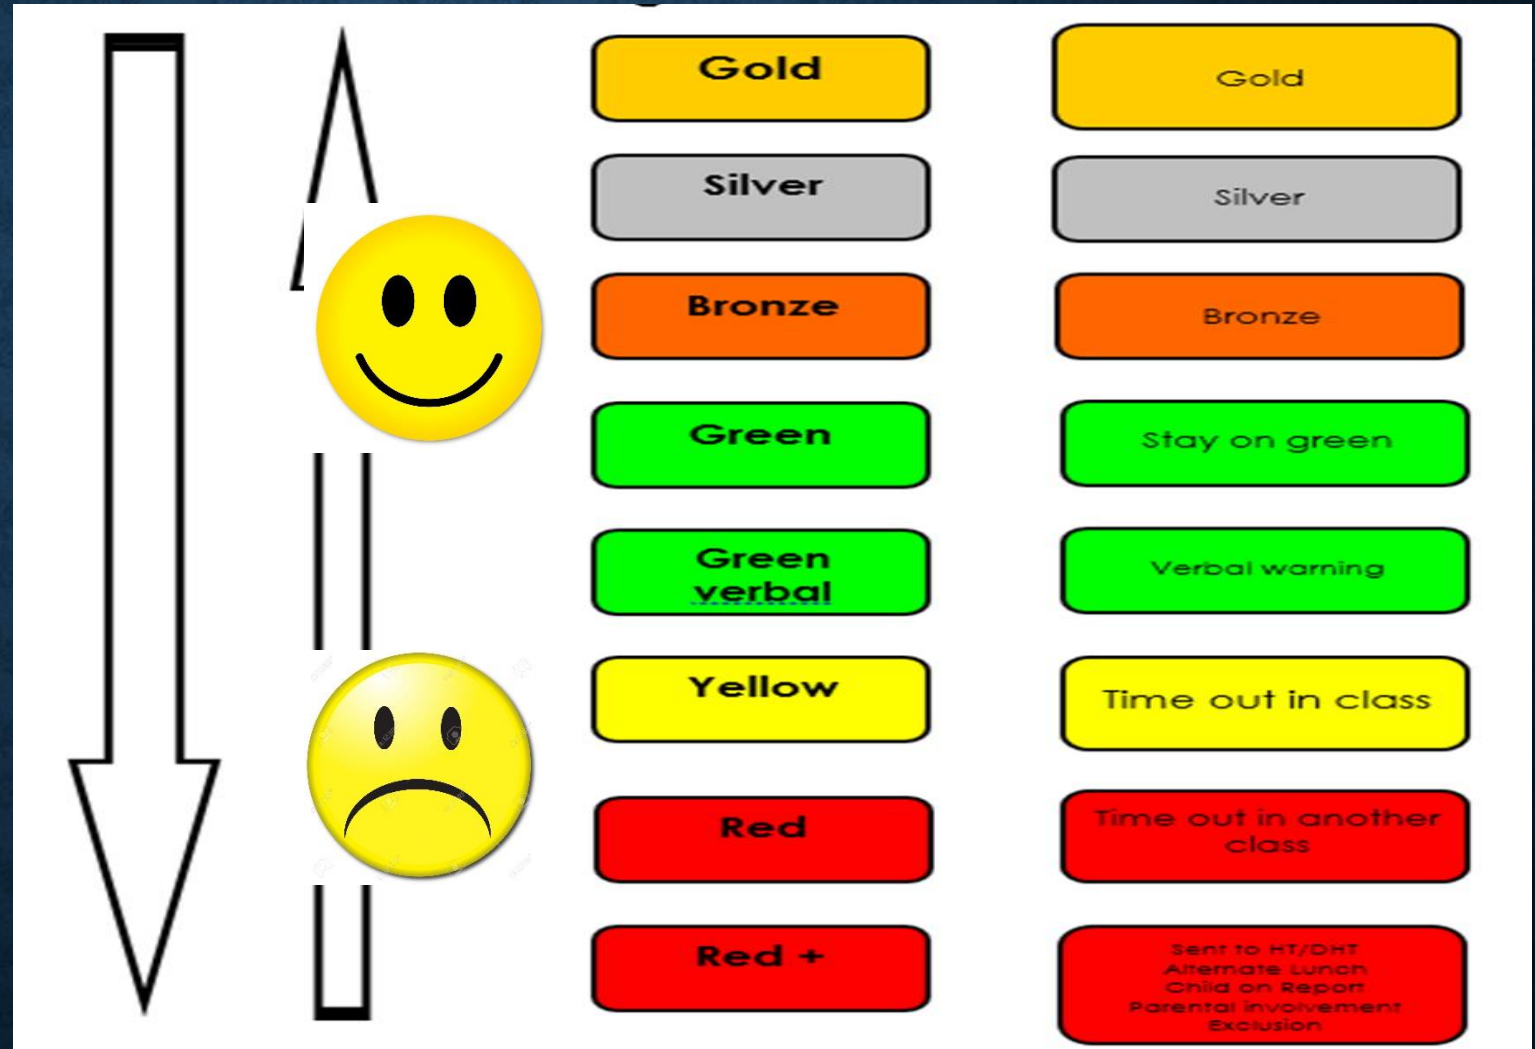 Gold
Gold
Silver
Silver
Bronze
Bronze
Green
Stay on green
Green
verbal
Verbal warning
Yellow
Time out in class
Red
Time out in another
class
Red +
Sent to HT/DHT
Alternate Lunch
Child on Report
Parental involvement
Exclusion